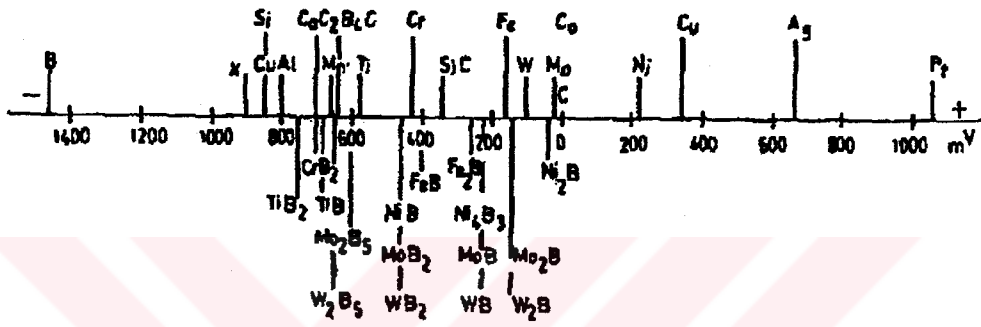 Si CaC₂ B₄C Cr Fe Co Cu Ag
B X CuAl Mn Ti SiC W Mo Ni Pt
− C +
1400 1200 1000 800 600 400 200 0 200 400 600 800 1000 mV
CrB₂ FeB Fe₂B Ni₂B
TiB₂ TiB NiB Ni₄B₃
Mo₂B₅ MoB₂ MoB Mo₂B
W₂B₅ WB₂ WB W₂B